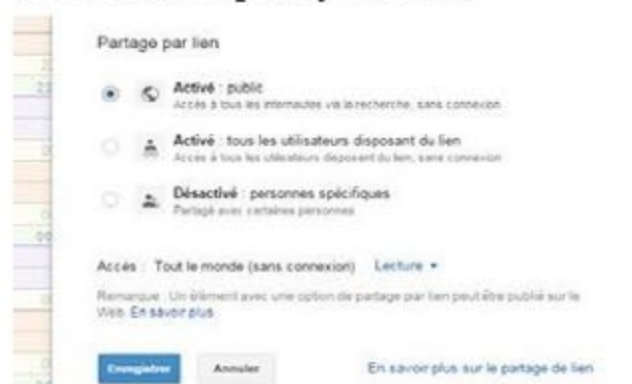 Partage par lien
Activé : public
Accès à tous les internautes via la recherche, sans connexion
Activé : tous les utilisateurs disposant du lien
Accès à tous les utilisateurs disposant du lien, sans connexion
Désactivé : personnes spécifiques
Partagé avec certaines personnes
Accès : Tout le monde (sans connexion) Lecture
Remarque : Un élément avec une option de partage par lien peut être publié sur le
Web. En savoir plus
Enregistrer Annuler En savoir plus sur le partage de lien